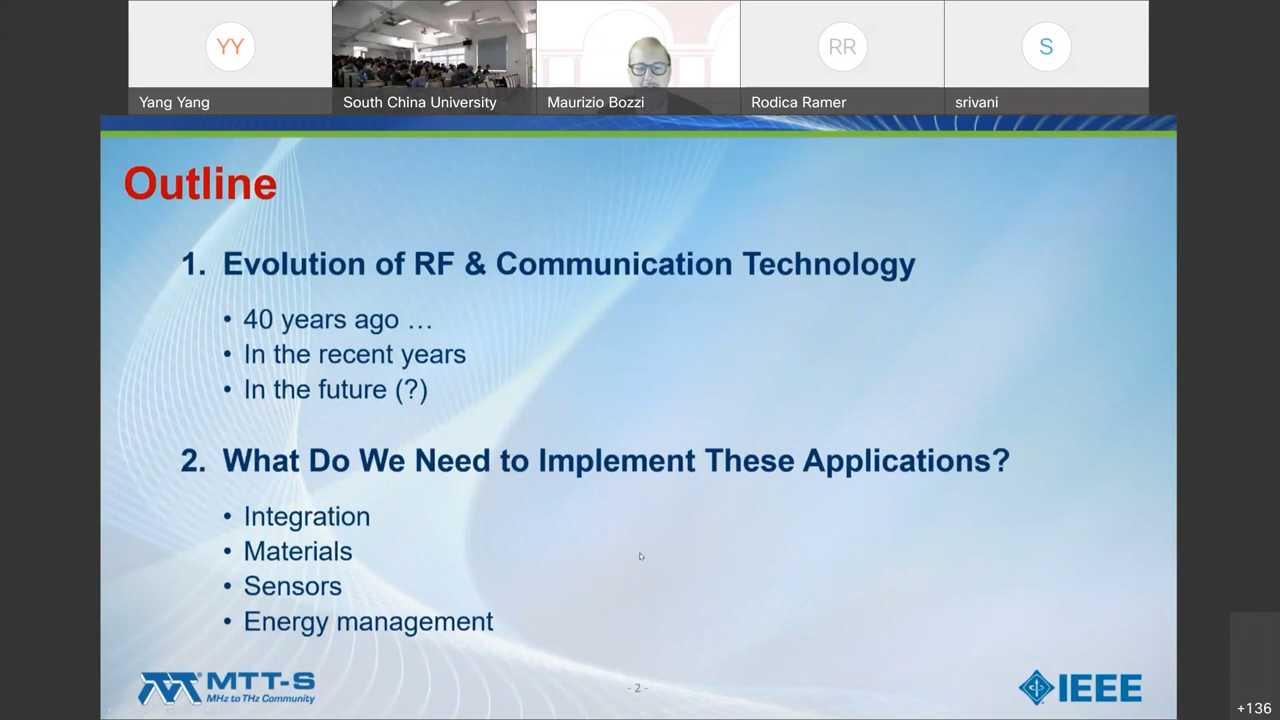 YY
RR
S
Yang Yang
South China University
Maurizio Bozzi
Rodica Ramer
srivani
Outline
1. Evolution of RF & Communication Technology
• 40 years ago …
• In the recent years
• In the future (?)
2. What Do We Need to Implement These Applications?
• Integration
• Materials
• Sensors
• Energy management
MTT-S
MHz to THz Community
- 2 -
IEEE
+136